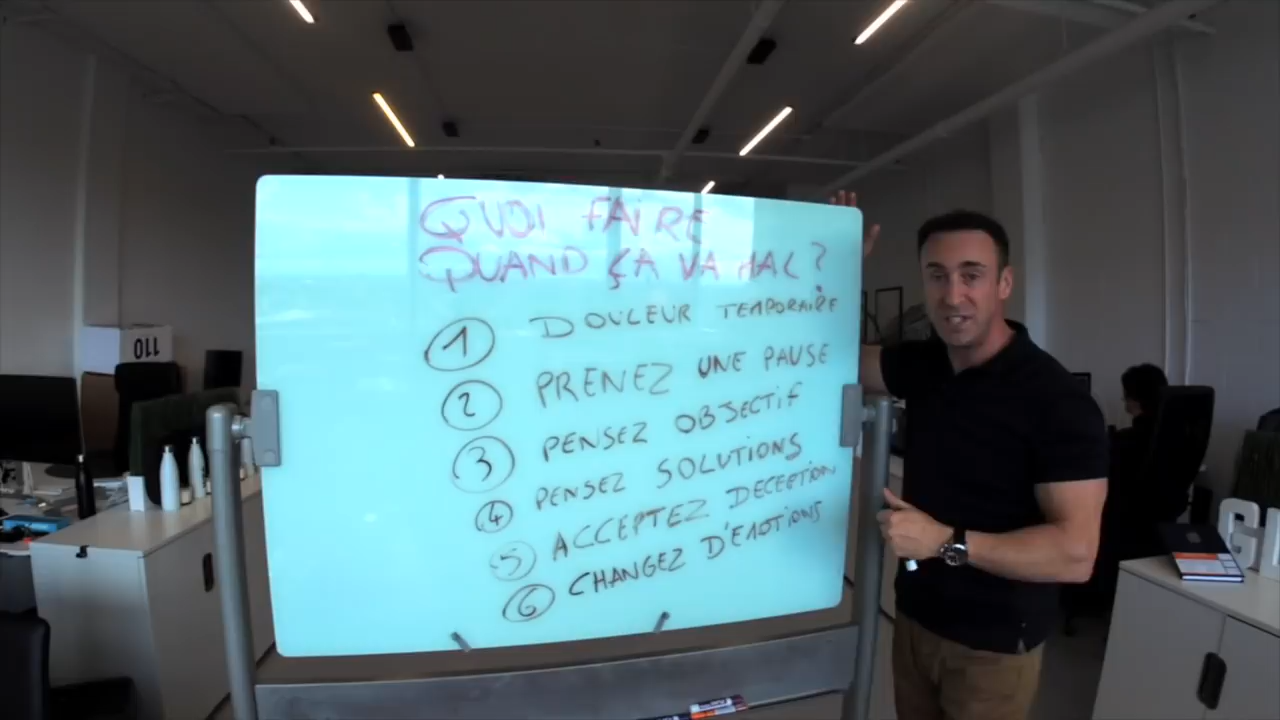 QUOI FAIRE
QUAND ÇA VA MAL ?
1 DOULEUR TEMPORAIRE
2 PRENEZ UNE PAUSE
3 PENSEZ OBJECTIF
4 PENSEZ SOLUTIONS
5 ACCEPTEZ DECEPTION
6 CHANGEZ D'ÉMOTIONS
110
G